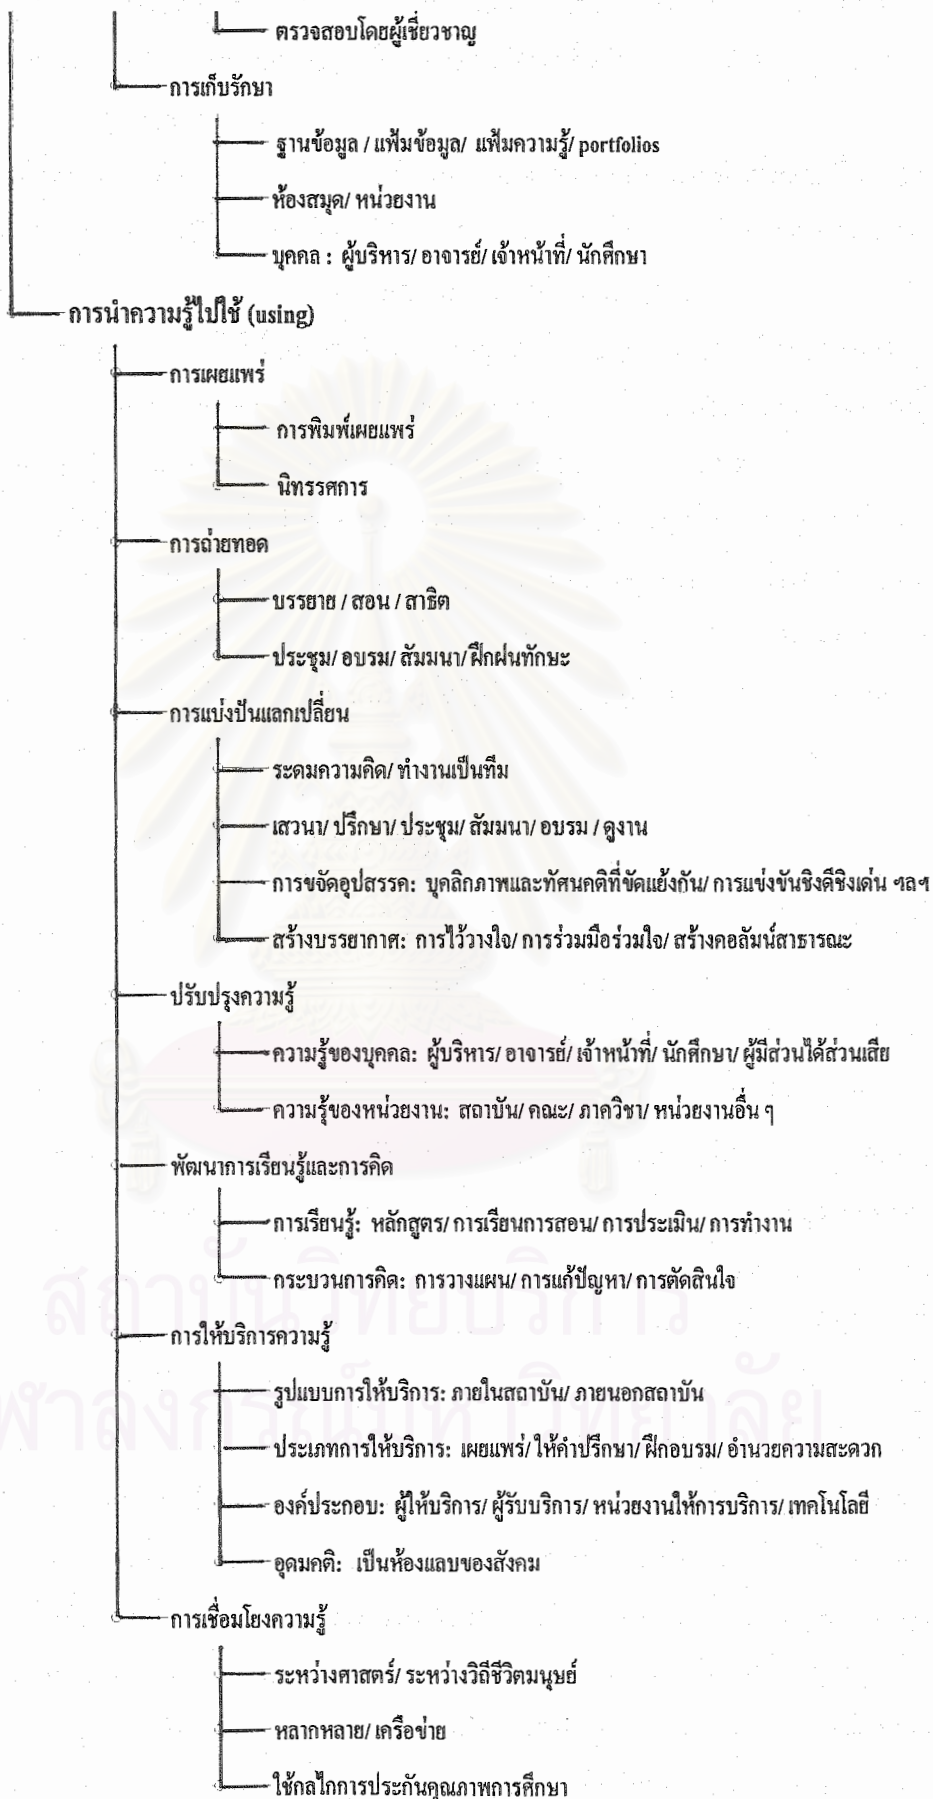 ตรวจสอบโดยผู้เชี่ยวชาญ
การเก็บรักษา
ฐานข้อมูล / แฟ้มข้อมูล/ แฟ้มความรู้/ portfolios
ห้องสมุด/ หน่วยงาน
บุคคล : ผู้บริหาร/ อาจารย์/ เจ้าหน้าที่/ นักศึกษา
การนำความรู้ไปใช้ (using)
การเผยแพร่
การพิมพ์เผยแพร่
นิทรรศการ
การถ่ายทอด
บรรยาย / สอน / สาธิต
ประชุม/ อบรม/ สัมมนา/ ฝึกฝนทักษะ
การแบ่งปันแลกเปลี่ยน
ระดมความคิด/ ทำงานเป็นทีม
เสวนา/ ปรึกษา/ ประชุม/ สัมมนา/ อบรม / ดูงาน
การขจัดอุปสรรค: บุคลิกภาพและทัศนคติที่ขัดแย้งกัน/ การแข่งขันชิงดีชิงเด่น ฯลฯ
สร้างบรรยากาศ: การไว้วางใจ/ การร่วมมือร่วมใจ/ สร้างคอลัมน์สาธารณะ
ปรับปรุงความรู้
ความรู้ของบุคคล: ผู้บริหาร/ อาจารย์/ เจ้าหน้าที่/ นักศึกษา/ ผู้มีส่วนได้ส่วนเสีย
ความรู้ของหน่วยงาน: สถาบัน/ คณะ/ ภาควิชา/ หน่วยงานอื่น ๆ
พัฒนาการเรียนรู้และการคิด
การเรียนรู้: หลักสูตร/ การเรียนการสอน/ การประเมิน/ การทำงาน
กระบวนการคิด: การวางแผน/ การแก้ปัญหา/ การตัดสินใจ
สถาบันวิทยบริการ
การให้บริการความรู้
รูปแบบการให้บริการ: ภายในสถาบัน/ ภายนอกสถาบัน
ฬาลงกรณ์มหาวิทยาลัย
ประเภทการให้บริการ: เผยแพร่/ ให้คำปรึกษา/ ฝึกอบรม/ อำนวยความสะดวก
องค์ประกอบ: ผู้ให้บริการ/ ผู้รับบริการ/ หน่วยงานให้การบริการ/ เทคโนโลยี
อุดมคติ: เป็นห้องแลบของสังคม
การเชื่อมโยงความรู้
ระหว่างศาสตร์/ ระหว่างวิถีชีวิตมนุษย์
หลากหลาย/ เครือข่าย
ใช้กลไกการประกันคุณภาพการศึกษา